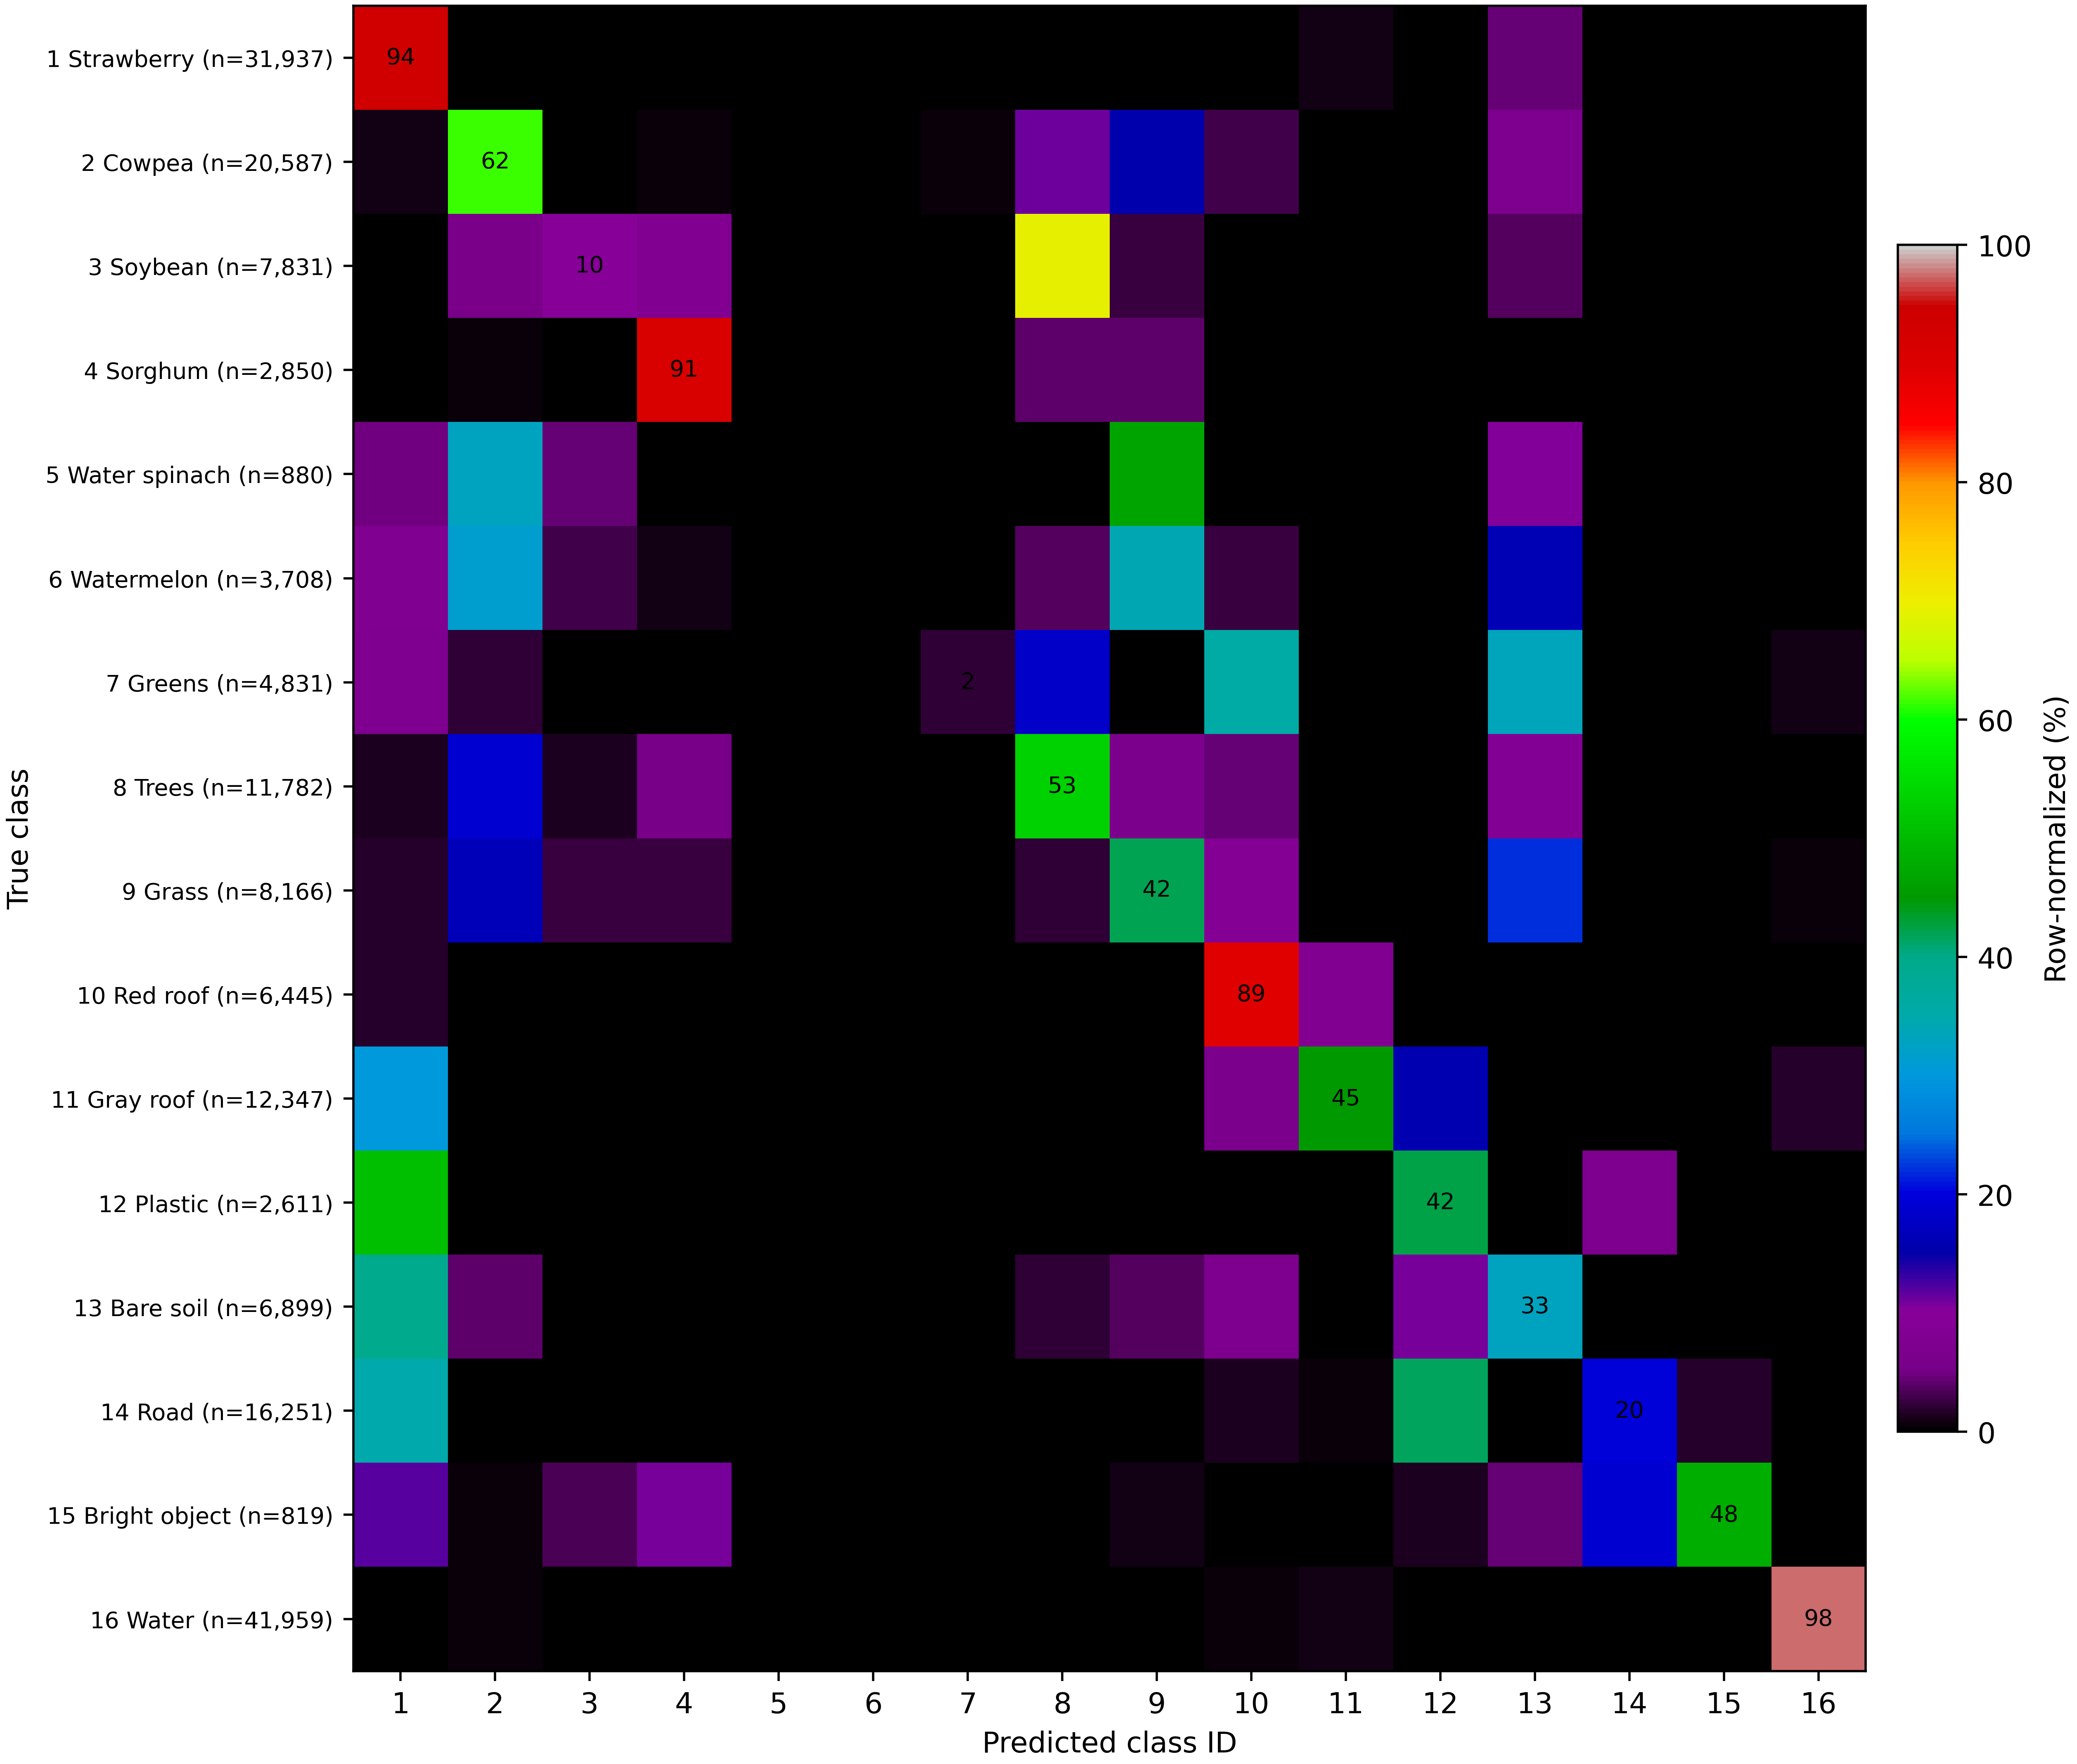 1 Strawberry (n=31,937)
94
2 Cowpea (n=20,587)
62
3 Soybean (n=7,831)
10
4 Sorghum (n=2,850)
91
5 Water spinach (n=880)
6 Watermelon (n=3,708)
7 Greens (n=4,831)
2
8 Trees (n=11,782)
53
9 Grass (n=8,166)
42
10 Red roof (n=6,445)
89
11 Gray roof (n=12,347)
45
12 Plastic (n=2,611)
42
13 Bare soil (n=6,899)
33
14 Road (n=16,251)
20
15 Bright object (n=819)
48
16 Water (n=41,959)
98
True class
1 2 3 4 5 6 7 8 9 10 11 12 13 14 15 16
Predicted class ID
100
80
60
40
20
0
Row-normalized (%)